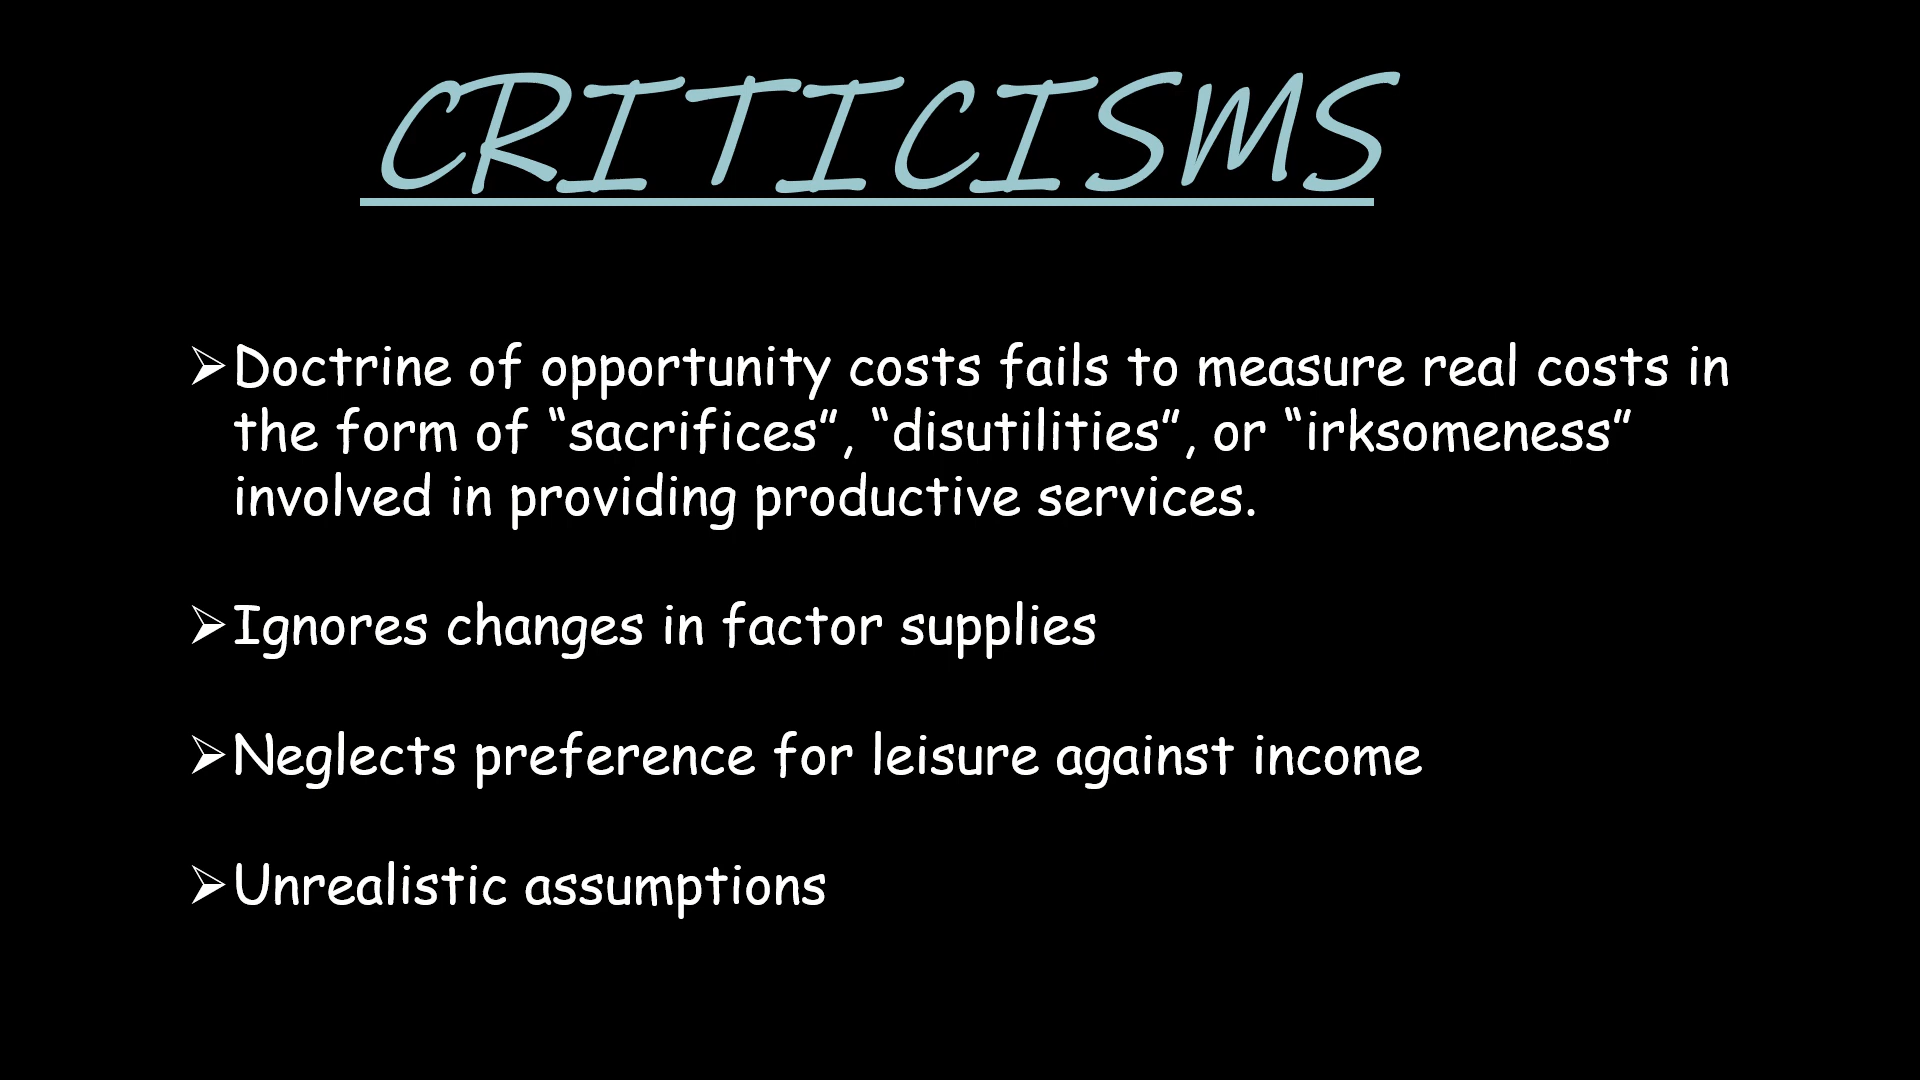 CRITICISMS
➢Doctrine of opportunity costs fails to measure real costs in
the form of “sacrifices”, “disutilities”, or “irksomeness”
involved in providing productive services.
➢Ignores changes in factor supplies
➢Neglects preference for leisure against income
➢Unrealistic assumptions